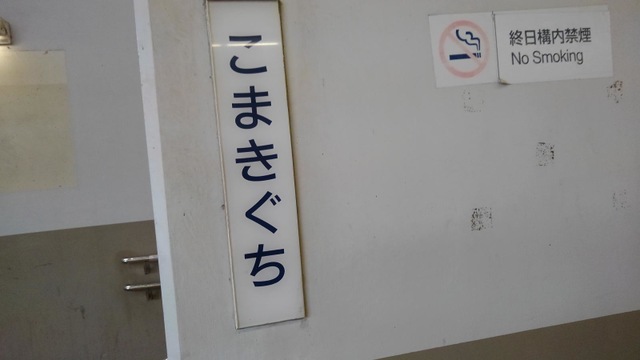 こまきぐち
終日構内禁煙
No Smoking